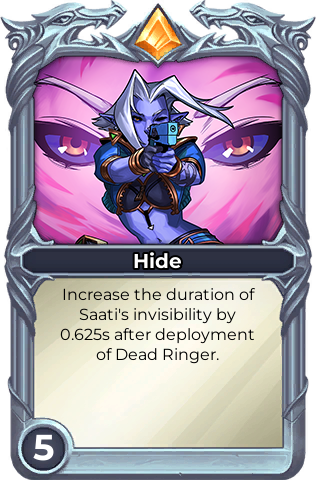 Hide
Increase the duration of
Saati's invisibility by
0.625s after deployment
of Dead Ringer.
5